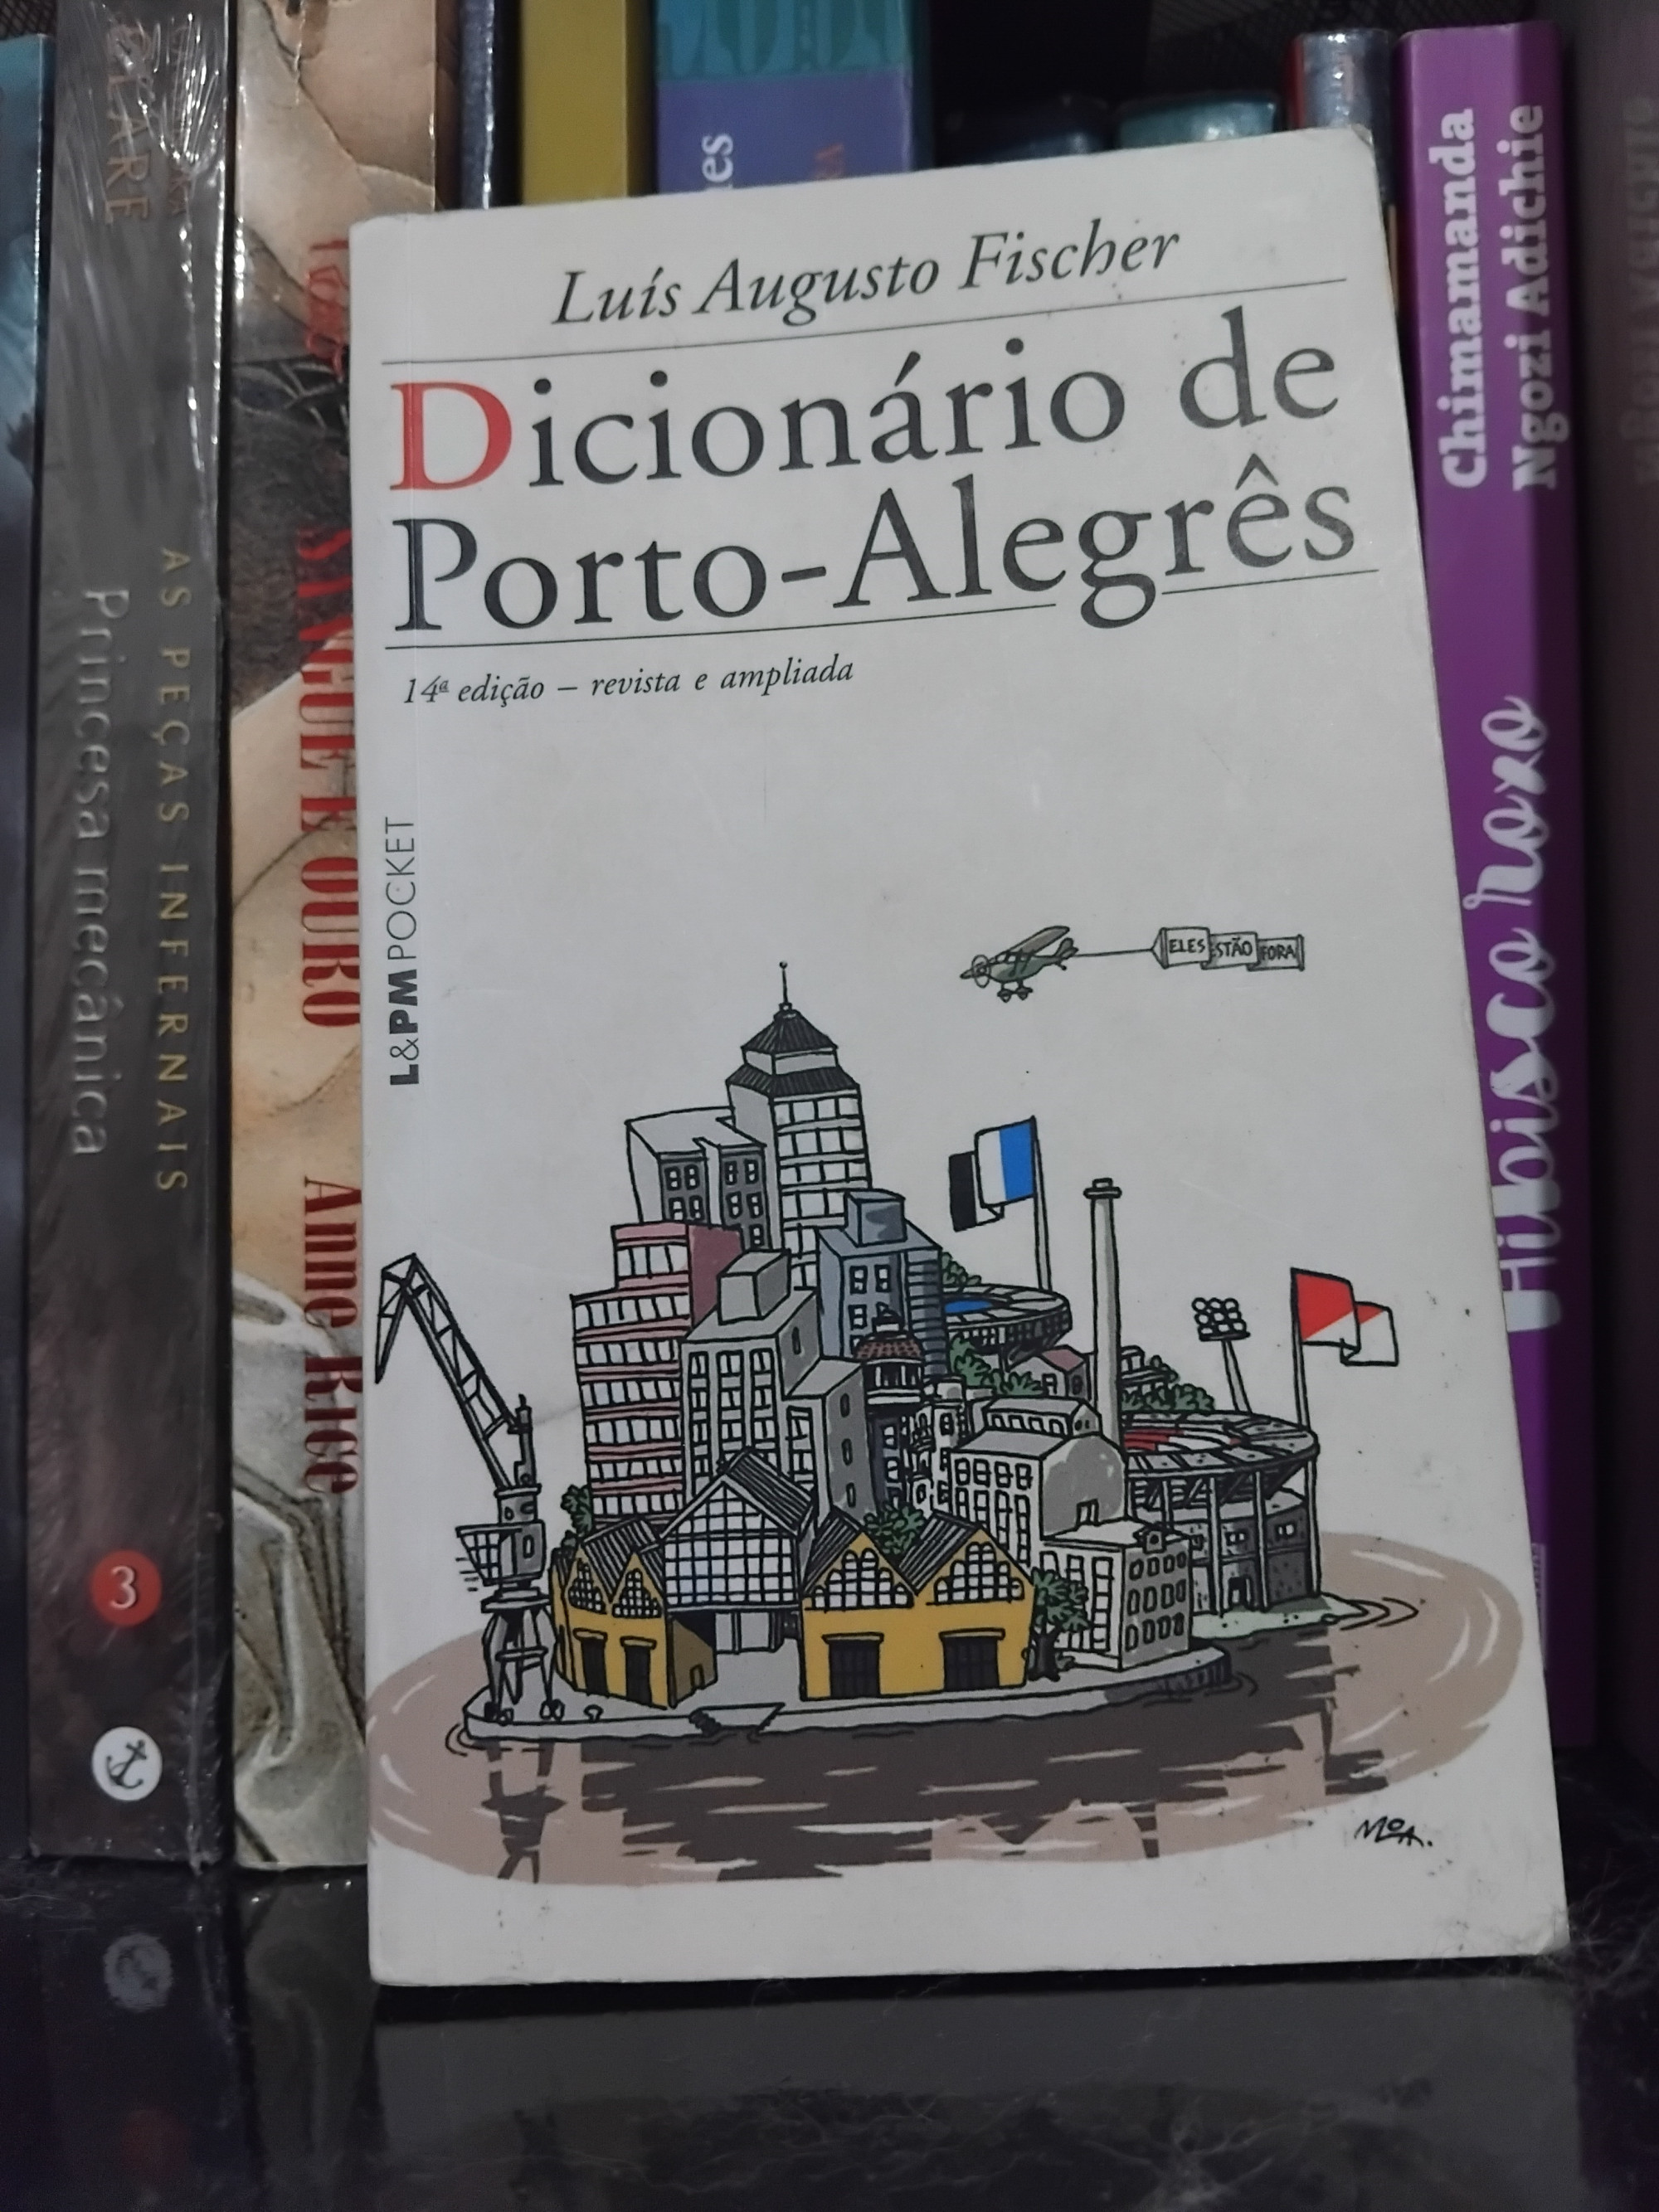 Luís Augusto Fischer
Dicionário de
Porto-Alegrês
14ª edição – revista e ampliada
L&PM POCKET
ELES ESTÃO FORA
MOA.
CLARE
AS PEÇAS INFERNAIS
Princesa mecânica
3
SANGUE E OURO
Anne Rice
Chimamanda
Ngozi Adichie
Hibisco roxo